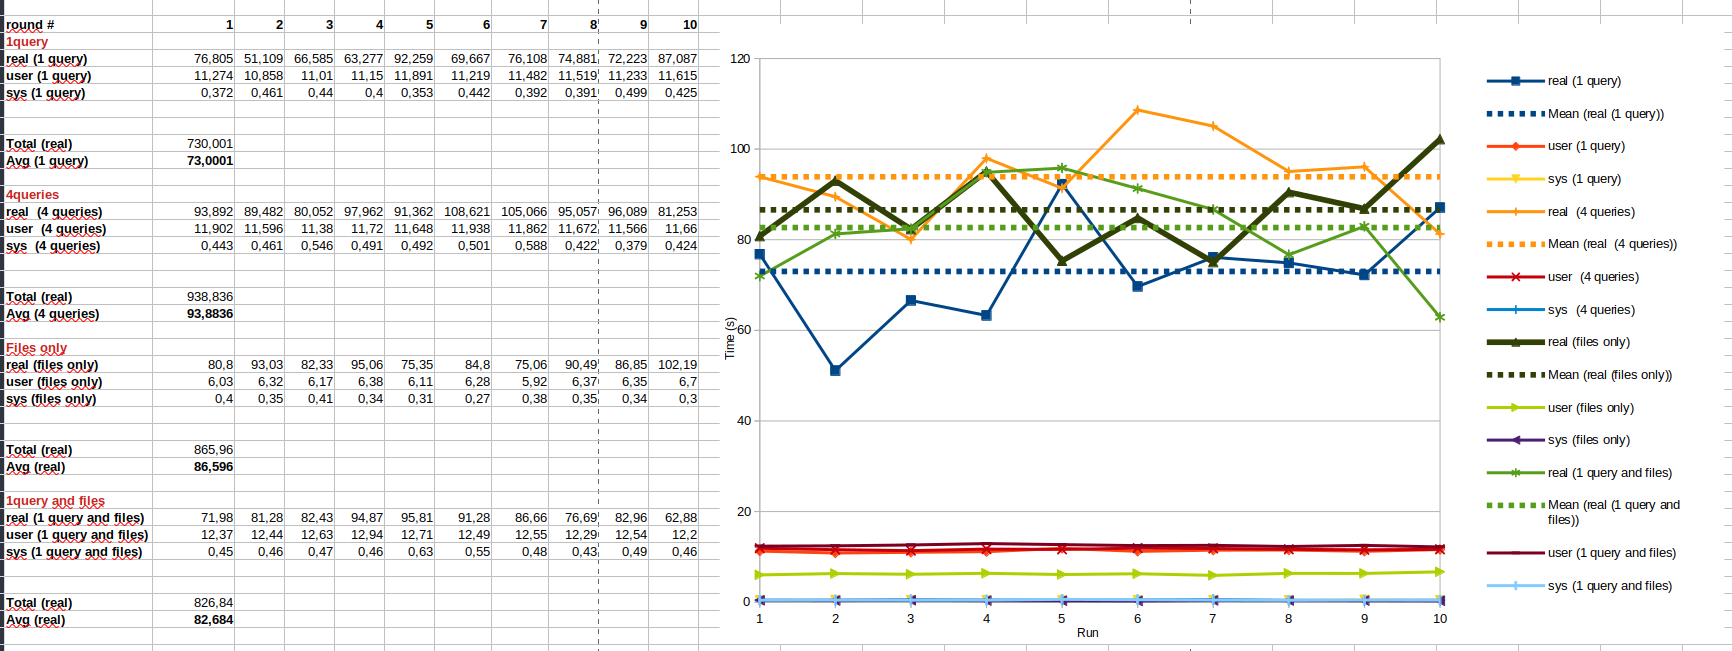 round # 1 2 3 4 5 6 7 8 9 10
1query
real (1 query) 76,805 51,109 66,585 63,277 92,259 69,667 76,108 74,881 72,223 87,087
user (1 query) 11,274 10,858 11,01 11,15 11,891 11,219 11,482 11,519 11,233 11,615
sys (1 query) 0,372 0,461 0,44 0,4 0,353 0,442 0,392 0,391 0,499 0,425
Total (real) 730,001
Avg (1 query) 73,0001
4queries
real (4 queries) 93,892 89,482 80,052 97,962 91,362 108,621 105,066 95,057 96,089 81,253
user (4 queries) 11,902 11,596 11,38 11,72 11,648 11,938 11,862 11,672 11,566 11,66
sys (4 queries) 0,443 0,461 0,546 0,491 0,492 0,501 0,588 0,422 0,379 0,424
Total (real) 938,836
Avg (4 queries) 93,8836
Files only
real (files only) 80,8 93,03 82,33 95,06 75,35 84,8 75,06 90,49 86,85 102,19
user (files only) 6,03 6,32 6,17 6,38 6,11 6,28 5,92 6,37 6,35 6,7
sys (files only) 0,4 0,35 0,41 0,34 0,31 0,27 0,38 0,35 0,34 0,3
Total (real) 865,96
Avg (real) 86,596
1query and files
real (1 query and files) 71,98 81,28 82,43 94,87 95,81 91,28 86,66 76,69 82,96 62,88
user (1 query and files) 12,37 12,44 12,63 12,94 12,71 12,49 12,55 12,29 12,54 12,2
sys (1 query and files) 0,45 0,46 0,47 0,46 0,63 0,55 0,48 0,43 0,49 0,46
Total (real) 826,84
Avg (real) 82,684
120
100
80
60
40
20
0
Time (s)
1 2 3 4 5 6 7 8 9 10
Run
real (1 query)
Mean (real (1 query))
user (1 query)
sys (1 query)
real (4 queries)
Mean (real (4 queries))
user (4 queries)
sys (4 queries)
real (files only)
Mean (real (files only))
user (files only)
sys (files only)
real (1 query and files)
Mean (real (1 query and
files))
user (1 query and files)
sys (1 query and files)